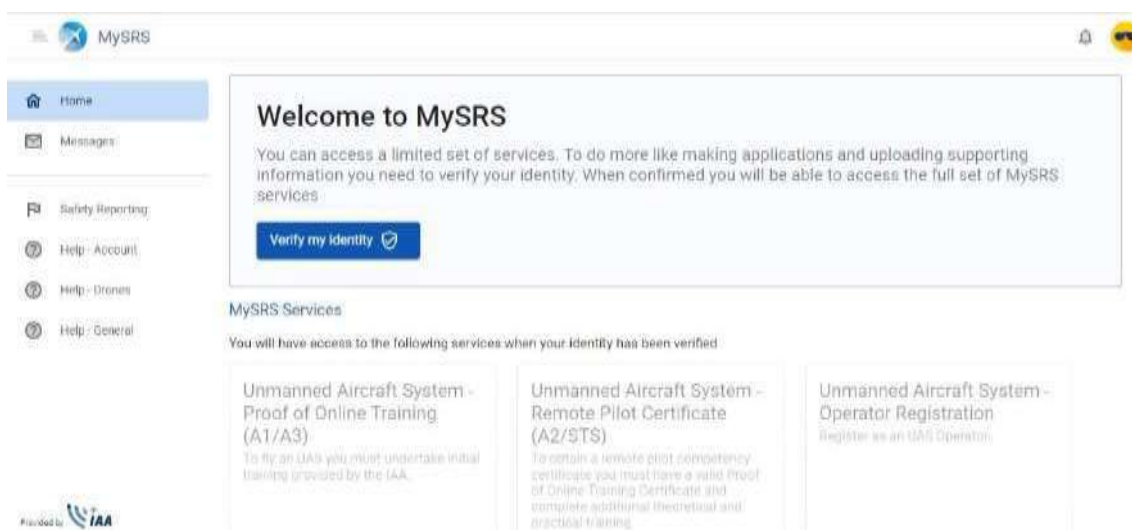 MySRS
Home
Messages
Safety Reporting
Help - Account
Help - Drones
Help - General
Provided by IAA
Welcome to MySRS
You can access a limited set of services. To do more like making applications and uploading supporting
information you need to verify your identity. When confirmed you will be able to access the full set of MySRS
services
Verify my identity
MySRS Services
You will have access to the following services when your identity has been verified
Unmanned Aircraft System -
Proof of Online Training
(A1/A3)
To fly an UAS you must undertake initial
training provided by the IAA.
Unmanned Aircraft System -
Remote Pilot Certificate
(A2/STS)
To obtain a remote pilot competency
certificate you must have a valid Proof
of Online Training Certificate and
complete additional theoretical and
practical training
Unmanned Aircraft System -
Operator Registration
Register as an UAS Operator.